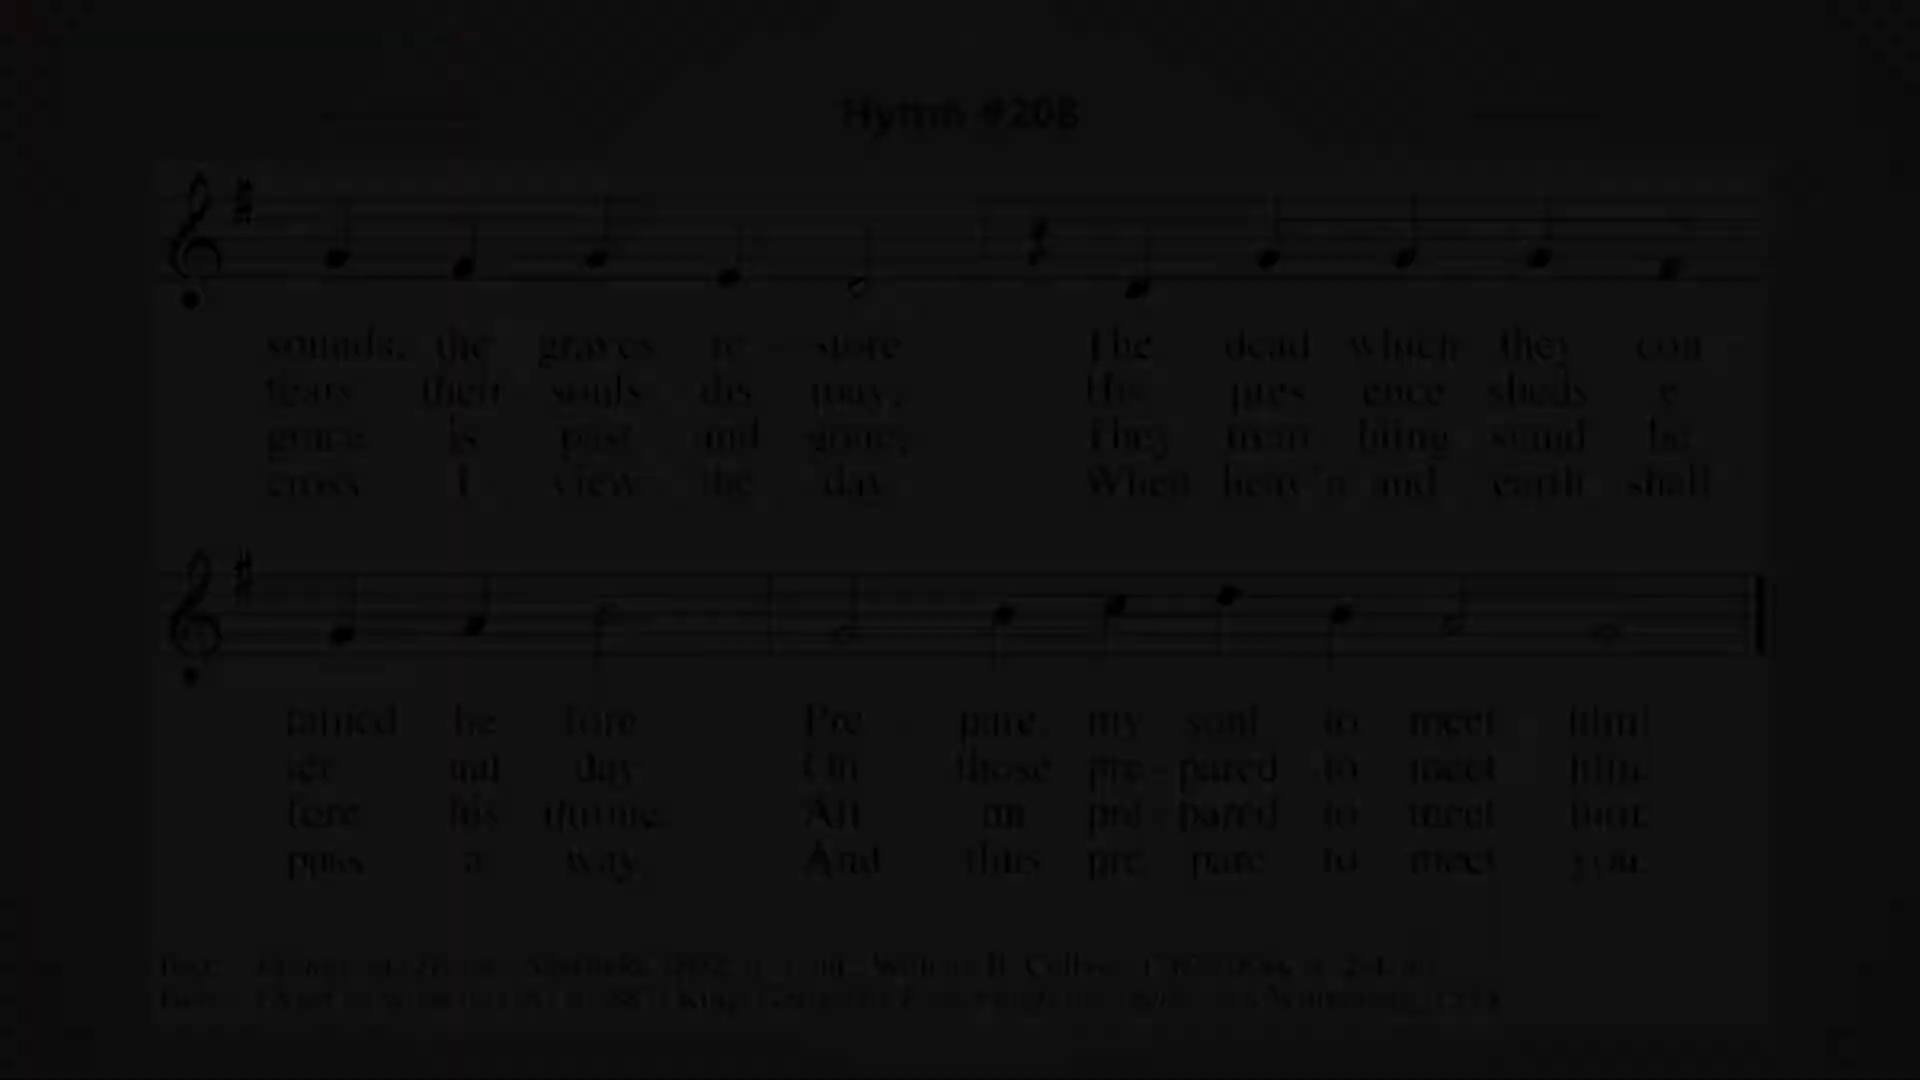 Hymn #208
sounds; the graves re - store The dead which they con -
fears their souls dis - may; His pres - ence sheds e -
grace is past and gone; They trem - bling stand be -
cross I view the day When heav'n and earth shall
tained be - fore Pre - pare, my soul to meet him!
ter - nal day On those pre - pared to meet him.
fore his throne, All un - pre - pared to meet him.
pass a - way, And thus pre - pare to meet you.
Text: